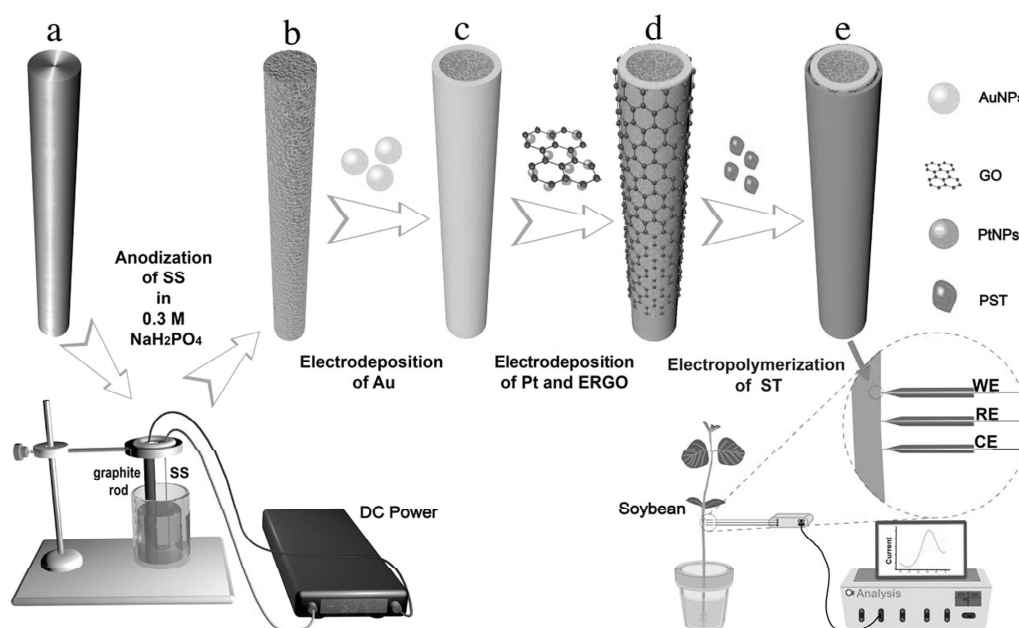 a
b
c
d
e
AuNPs
GO
PtNPs
PST
Anodization
of SS
in
0.3 M
NaH₂PO₄
Electrodeposition
of Au
Electrodeposition
of Pt and ERGO
Electropolymerization
of ST
WE
RE
CE
graphite
rod
SS
DC Power
Soybean
Current
Analysis